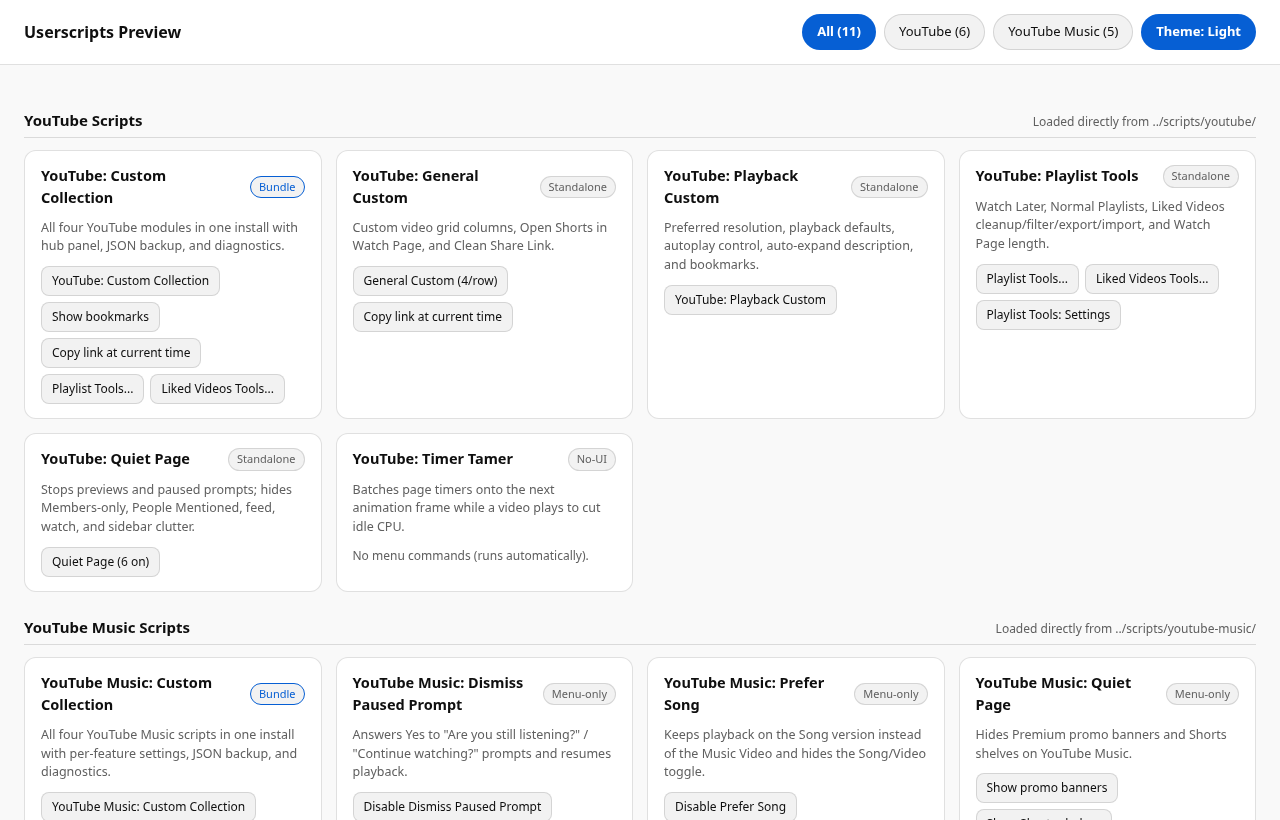 Userscripts Preview
All (11)
YouTube (6)
YouTube Music (5)
Theme: Light
YouTube Scripts
Loaded directly from ../scripts/youtube/
YouTube: Custom
Collection
Bundle
All four YouTube modules in one install with
hub panel, JSON backup, and diagnostics.
YouTube: Custom Collection
Show bookmarks
Copy link at current time
Playlist Tools...
Liked Videos Tools...
YouTube: General
Custom
Standalone
Custom video grid columns, Open Shorts in
Watch Page, and Clean Share Link.
General Custom (4/row)
Copy link at current time
YouTube: Playback
Custom
Standalone
Preferred resolution, playback defaults,
autoplay control, auto-expand description,
and bookmarks.
YouTube: Playback Custom
YouTube: Playlist Tools
Standalone
Watch Later, Normal Playlists, Liked Videos
cleanup/filter/export/import, and Watch
Page length.
Playlist Tools...
Liked Videos Tools...
Playlist Tools: Settings
YouTube: Quiet Page
Standalone
Stops previews and paused prompts; hides
Members-only, People Mentioned, feed,
watch, and sidebar clutter.
Quiet Page (6 on)
YouTube: Timer Tamer
No-UI
Batches page timers onto the next
animation frame while a video plays to cut
idle CPU.
No menu commands (runs automatically).
YouTube Music Scripts
Loaded directly from ../scripts/youtube-music/
YouTube Music: Custom
Collection
Bundle
All four YouTube Music scripts in one install
with per-feature settings, JSON backup, and
diagnostics.
YouTube Music: Custom Collection
YouTube Music: Dismiss
Paused Prompt
Menu-only
Answers Yes to "Are you still listening?" /
"Continue watching?" prompts and resumes
playback.
Disable Dismiss Paused Prompt
YouTube Music: Prefer
Song
Menu-only
Keeps playback on the Song version instead
of the Music Video and hides the Song/Video
toggle.
Disable Prefer Song
YouTube Music: Quiet
Page
Menu-only
Hides Premium promo banners and Shorts
shelves on YouTube Music.
Show promo banners